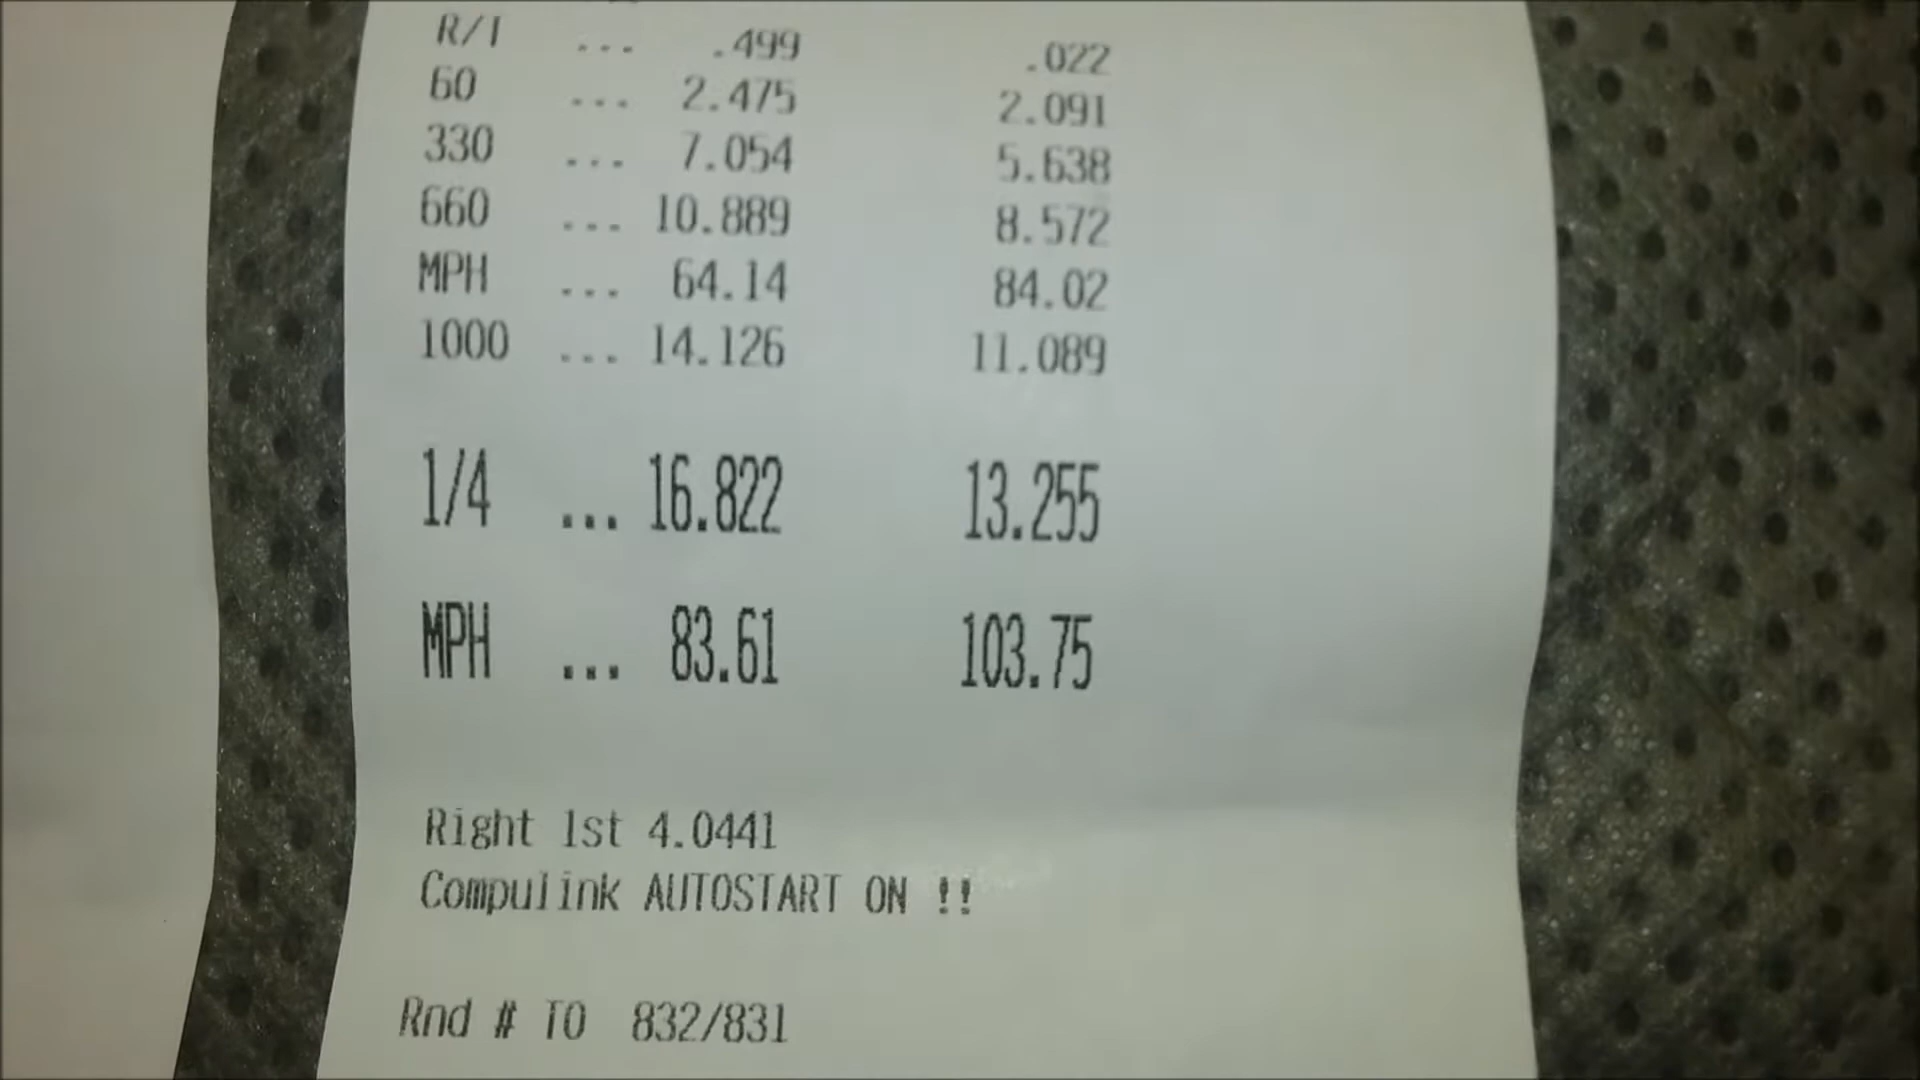 R/T ... .499 .022
60 ... 2.475 2.091
330 ... 7.054 5.638
660 ... 10.889 8.572
MPH ... 64.14 84.02
1000 ... 14.126 11.089
1/4 ... 16.822 13.255
MPH ... 83.61 103.75
Right 1st 4.0441
Compulink AUTOSTART ON !!
Rnd # TO 832/831